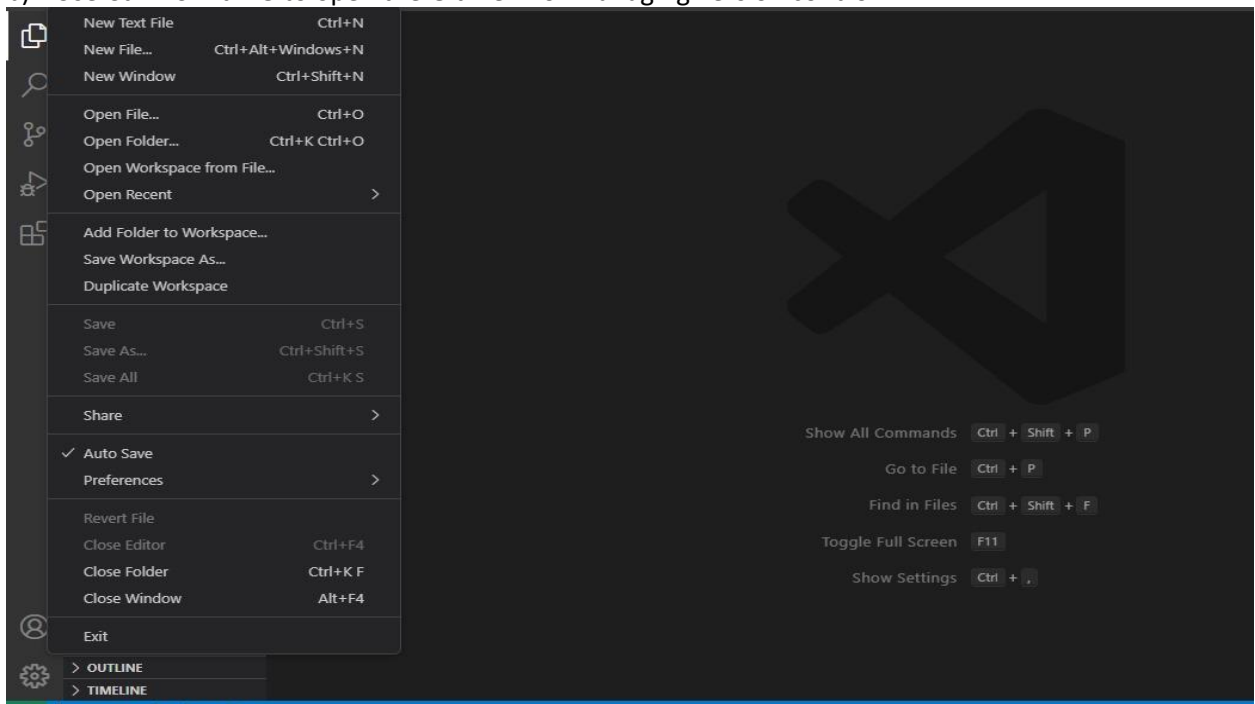 New Text File Ctrl+N
New File... Ctrl+Alt+Windows+N
New Window Ctrl+Shift+N
Open File... Ctrl+O
Open Folder... Ctrl+K Ctrl+O
Open Workspace from File...
Open Recent >
Add Folder to Workspace...
Save Workspace As...
Duplicate Workspace
Save Ctrl+S
Save As... Ctrl+Shift+S
Save All Ctrl+K S
Share >
✓ Auto Save
Preferences >
Revert File
Close Editor Ctrl+F4
Close Folder Ctrl+K F
Close Window Alt+F4
Exit
> OUTLINE
> TIMELINE
Show All Commands Ctrl + Shift + P
Go to File Ctrl + P
Find in Files Ctrl + Shift + F
Toggle Full Screen F11
Show Settings Ctrl + ,